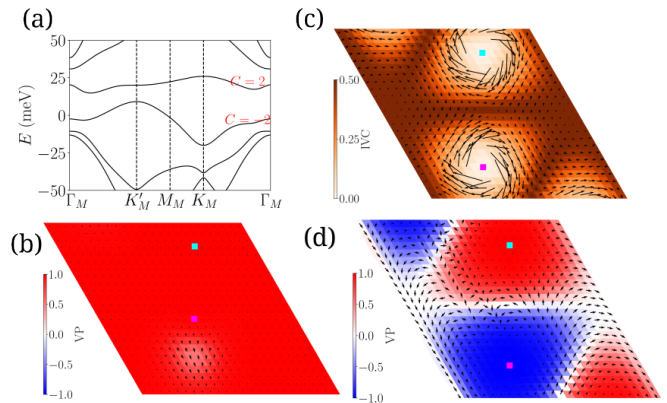 (a)
50
25
0
−25
−50
E (meV)
C = 2
C = −2
Γ_M
K′_M
M_M
K_M
Γ_M
(c)
0.50
0.25
0.00
IVC
(b)
1.0
0.5
0.0
−0.5
−1.0
VP
(d)
1.0
0.5
0.0
−0.5
−1.0
VP